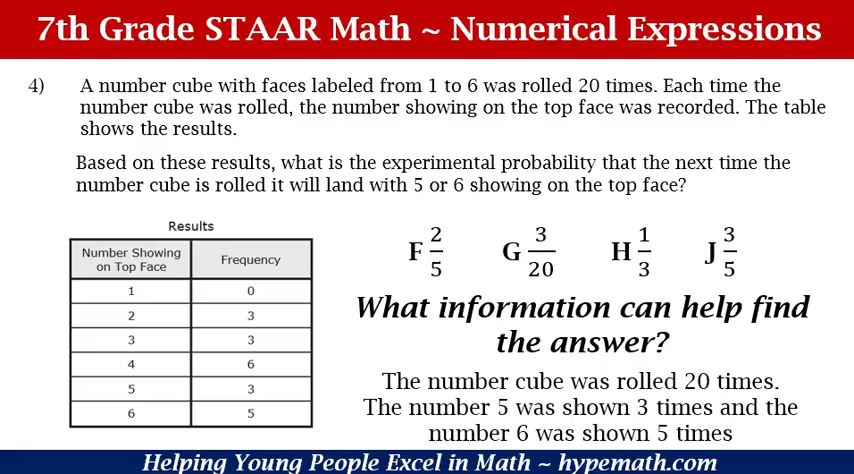 7th Grade STAAR Math ~ Numerical Expressions
4) A number cube with faces labeled from 1 to 6 was rolled 20 times. Each time the
number cube was rolled, the number showing on the top face was recorded. The table
shows the results.
Based on these results, what is the experimental probability that the next time the
number cube is rolled it will land with 5 or 6 showing on the top face?
Results
Number Showing
on Top Face
Frequency
1 0
2 3
3 3
4 6
5 3
6 5
F 2/5 G 3/20 H 1/3 J 3/5
What information can help find
the answer?
The number cube was rolled 20 times.
The number 5 was shown 3 times and the
number 6 was shown 5 times
Helping Young People Excel in Math ~ hypemath.com